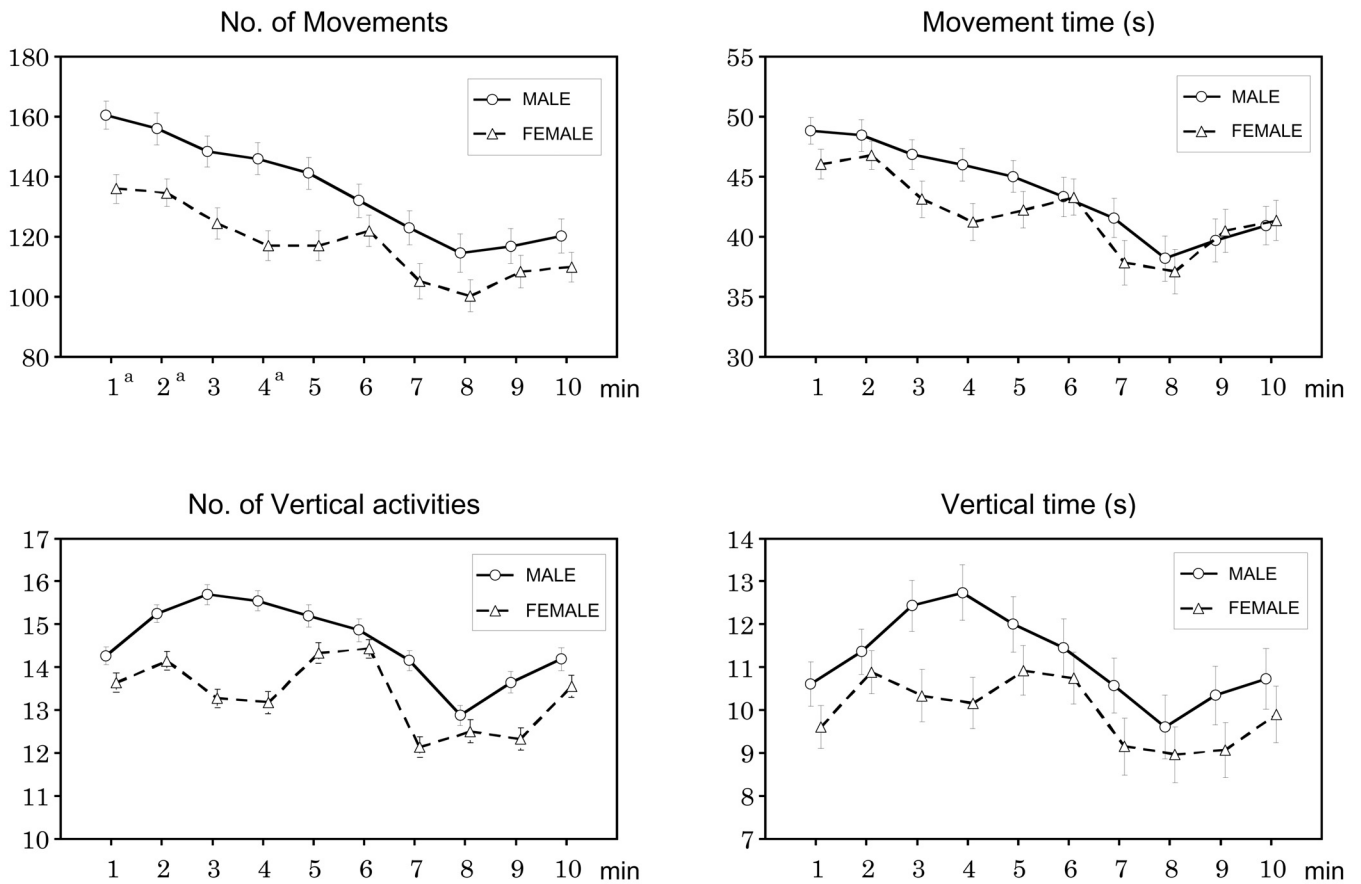 No. of Movements
180
160
140
120
100
80
MALE
FEMALE
1a 2a 3 4a 5 6 7 8 9 10 min
Movement time (s)
55
50
45
40
35
30
MALE
FEMALE
1 2 3 4 5 6 7 8 9 10 min
No. of Vertical activities
17
16
15
14
13
12
11
10
MALE
FEMALE
1 2 3 4 5 6 7 8 9 10 min
Vertical time (s)
14
13
12
11
10
9
8
7
MALE
FEMALE
1 2 3 4 5 6 7 8 9 10 min